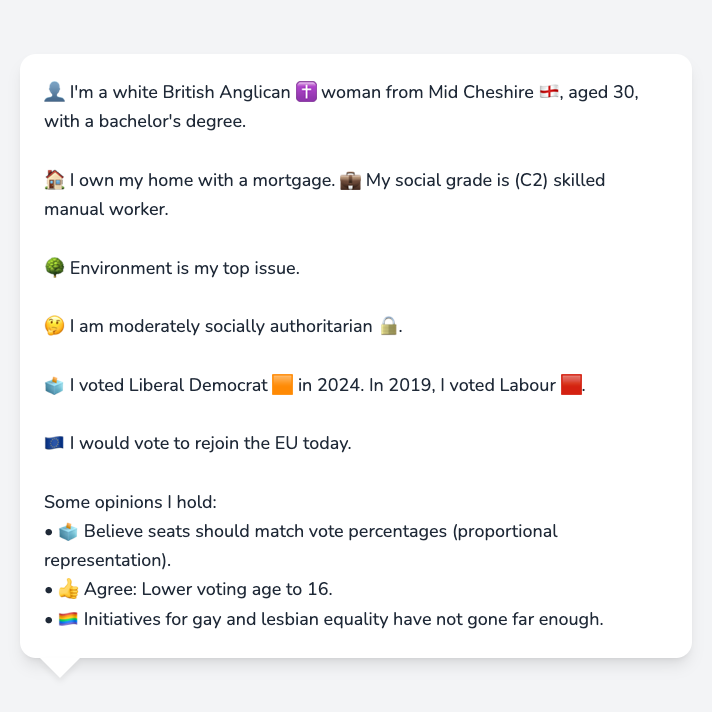 👤 I'm a white British Anglican ✝️ woman from Mid Cheshire 🏴󠁧󠁢󠁥󠁮󠁧󠁿, aged 30,
with a bachelor's degree.
🏠 I own my home with a mortgage. 💼 My social grade is (C2) skilled
manual worker.
🌳 Environment is my top issue.
🤔 I am moderately socially authoritarian 🔒.
🗳️ I voted Liberal Democrat 🟧 in 2024. In 2019, I voted Labour 🟥.
🇪🇺 I would vote to rejoin the EU today.
Some opinions I hold:
• 🗳️ Believe seats should match vote percentages (proportional
representation).
• 👍 Agree: Lower voting age to 16.
• 🏳️‍🌈 Initiatives for gay and lesbian equality have not gone far enough.